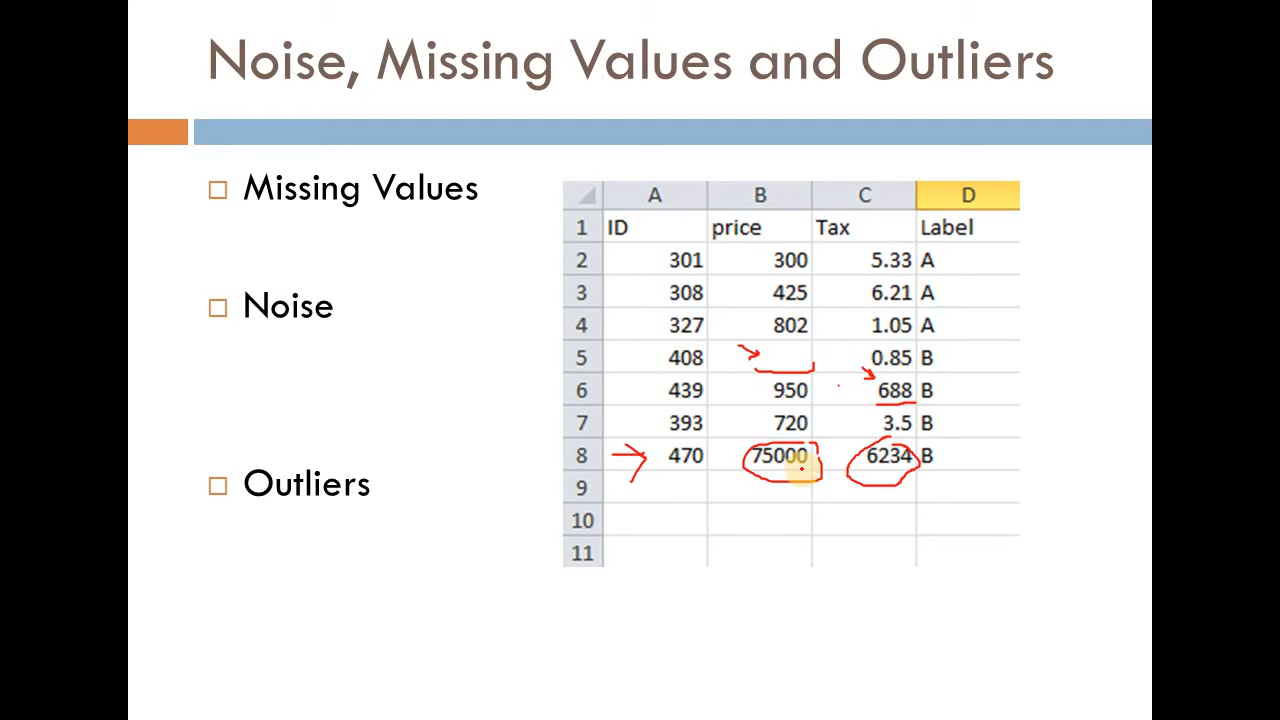 Noise, Missing Values and Outliers
Missing Values
Noise
Outliers
A B C D
1 ID price Tax Label
2 301 300 5.33 A
3 308 425 6.21 A
4 327 802 1.05 A
5 408 0.85 B
6 439 950 688 B
7 393 720 3.5 B
8 470 75000 6234 B
9
10
11